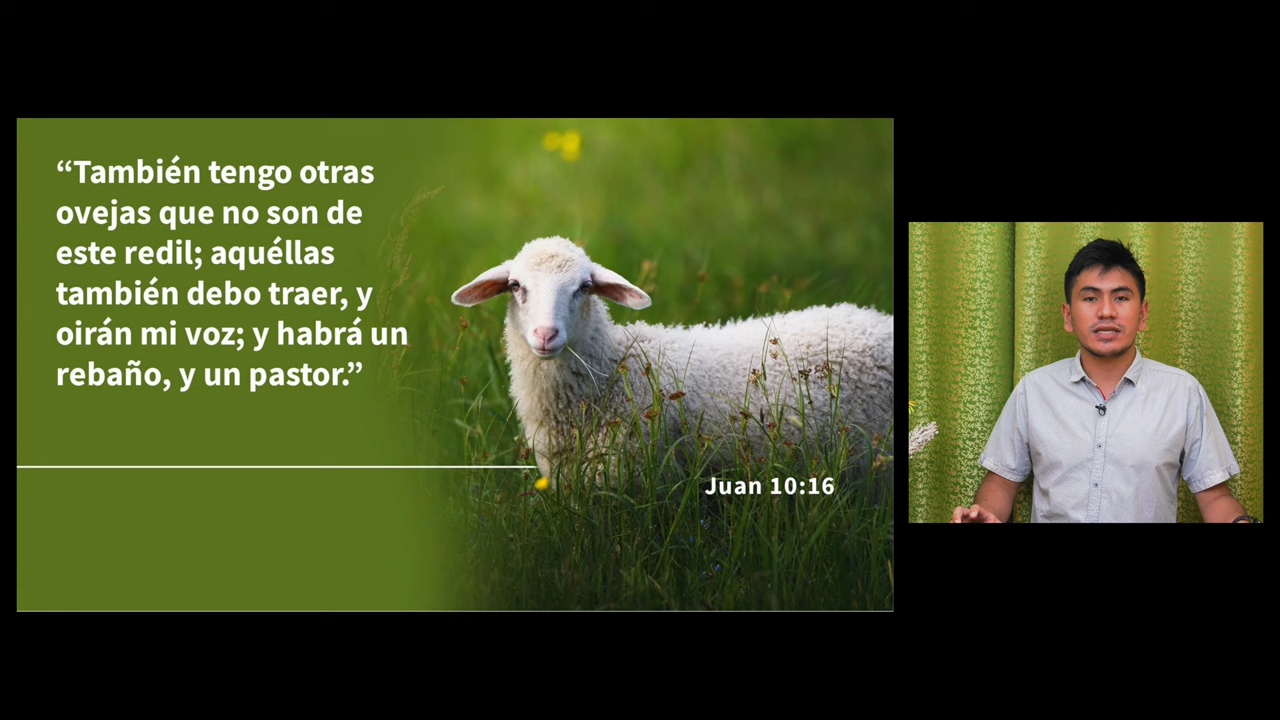 “También tengo otras
ovejas que no son de
este redil; aquéllas
también debo traer, y
oirán mi voz; y habrá un
rebaño, y un pastor.”
Juan 10:16